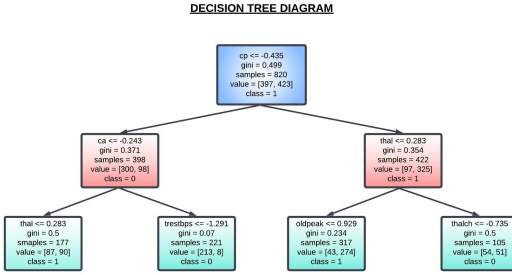 DECISION TREE DIAGRAM
cp <= -0.435
gini = 0.499
samples = 820
value = [397, 423]
class = 1
ca <= -0.243
gini = 0.371
samples = 398
value = [300, 98]
class = 0
thal <= 0.283
gini = 0.354
samples = 422
value = [97, 325]
class = 1
thal <= 0.283
gini = 0.5
smaples = 177
value = [87, 90]
class = 1
trestbps <= -1.291
gini = 0.07
samples = 221
value = [213, 8]
class = 0
oldpeak <= 0.929
gini = 0.234
samples = 317
value = [43, 274]
class = 1
thalch <= -0.735
gini = 0.5
samples = 105
value = [54, 51]
class = 0